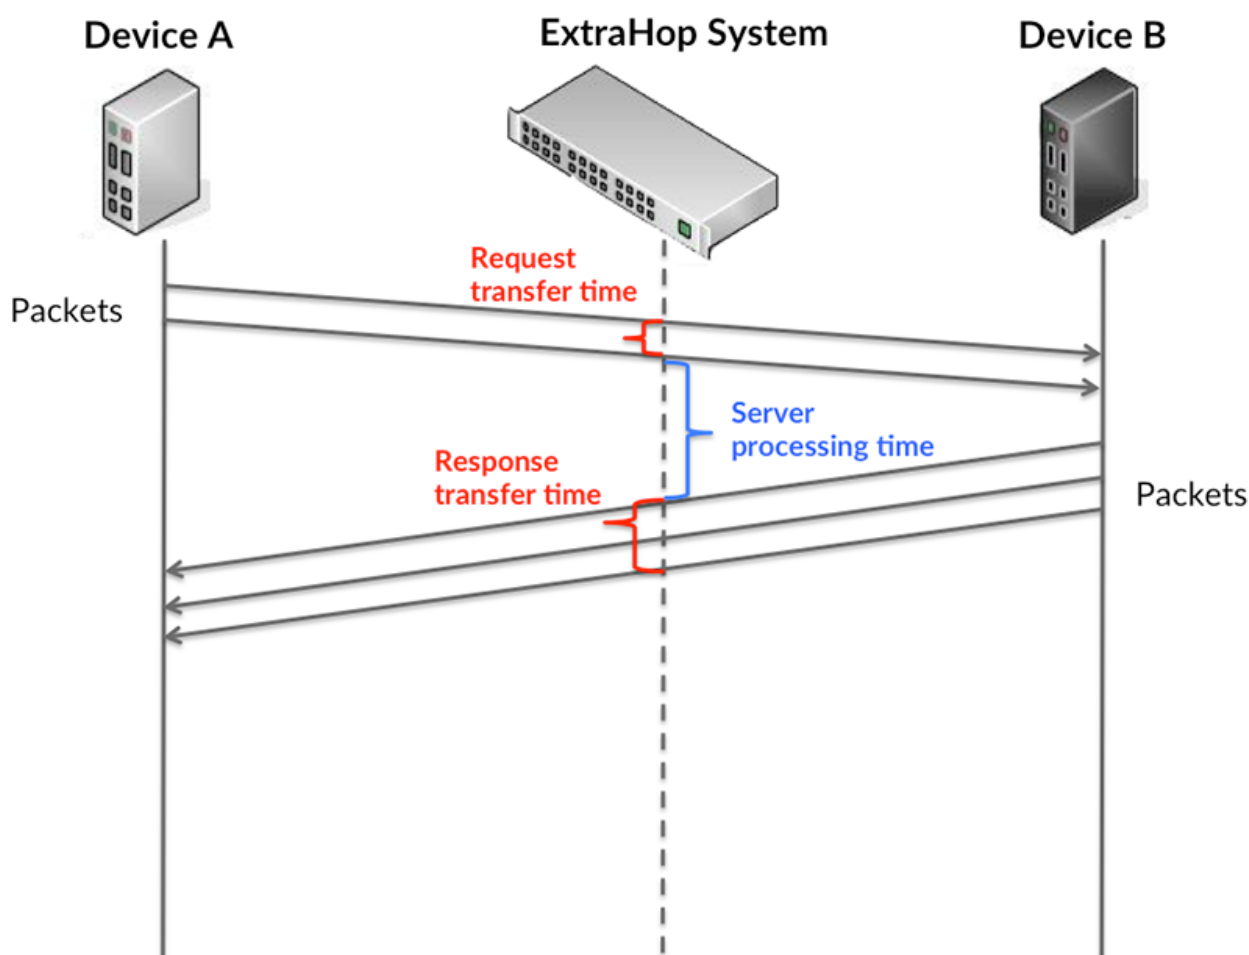 Device A
ExtraHop System
Device B
Request
transfer time
Packets
Server
processing time
Response
transfer time
Packets